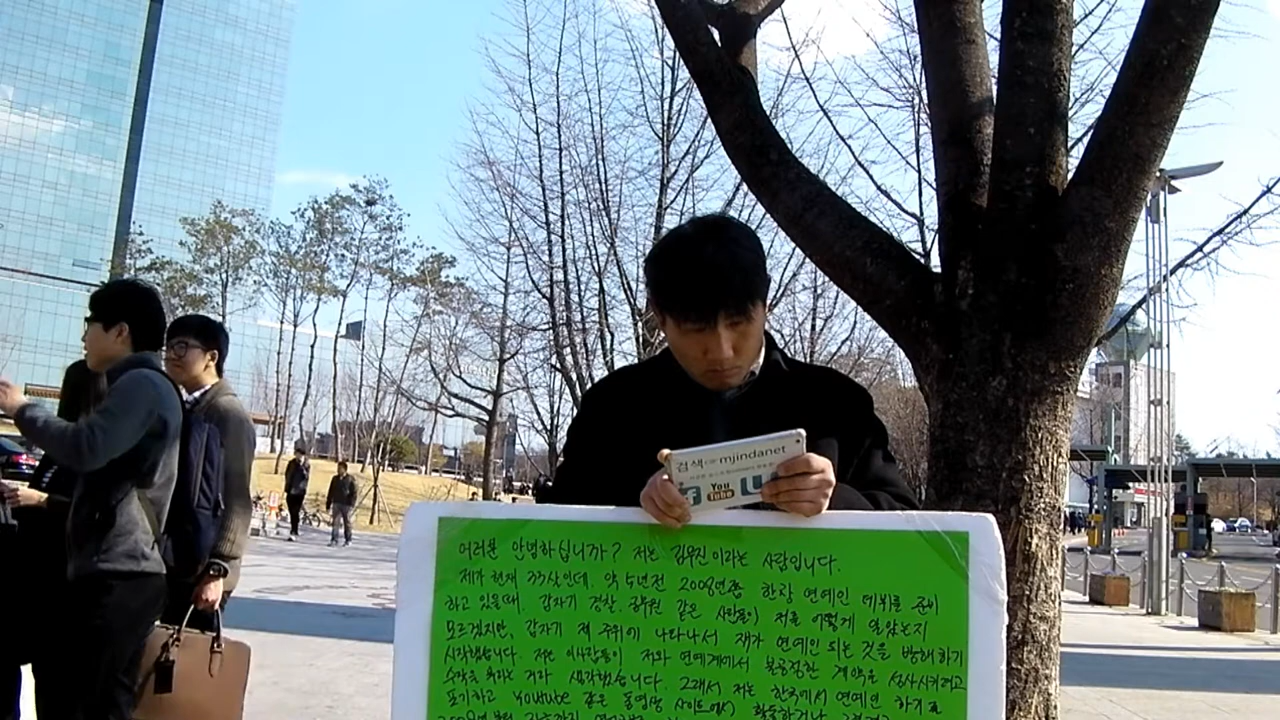 검색 mjindanet
f You Tube U
여러분 안녕하십니까? 저는 김무진 이라는 사람입니다.
제가 현재 33살인데. 약 5년전 2008년쯤 한참 연예인 데뷔를 준비
하고 있을때. 갑자기 경찰. 공무원 같은 사람들이 저를 어떻게 알았는지
모르겠지만, 갑자기 제 주위에 나타나서 제가 연예인 되는 것을 방해하기
시작했습니다. 저는 이사람들이 저와 연예계에서 불공정한 계약을 성사시키려고
수작을 부리는 거라 생각했습니다. 그래서 저는 한국에서 연예인 하기를
포기하고 Youtube 같은 동영상 사이트에서 활동하거나